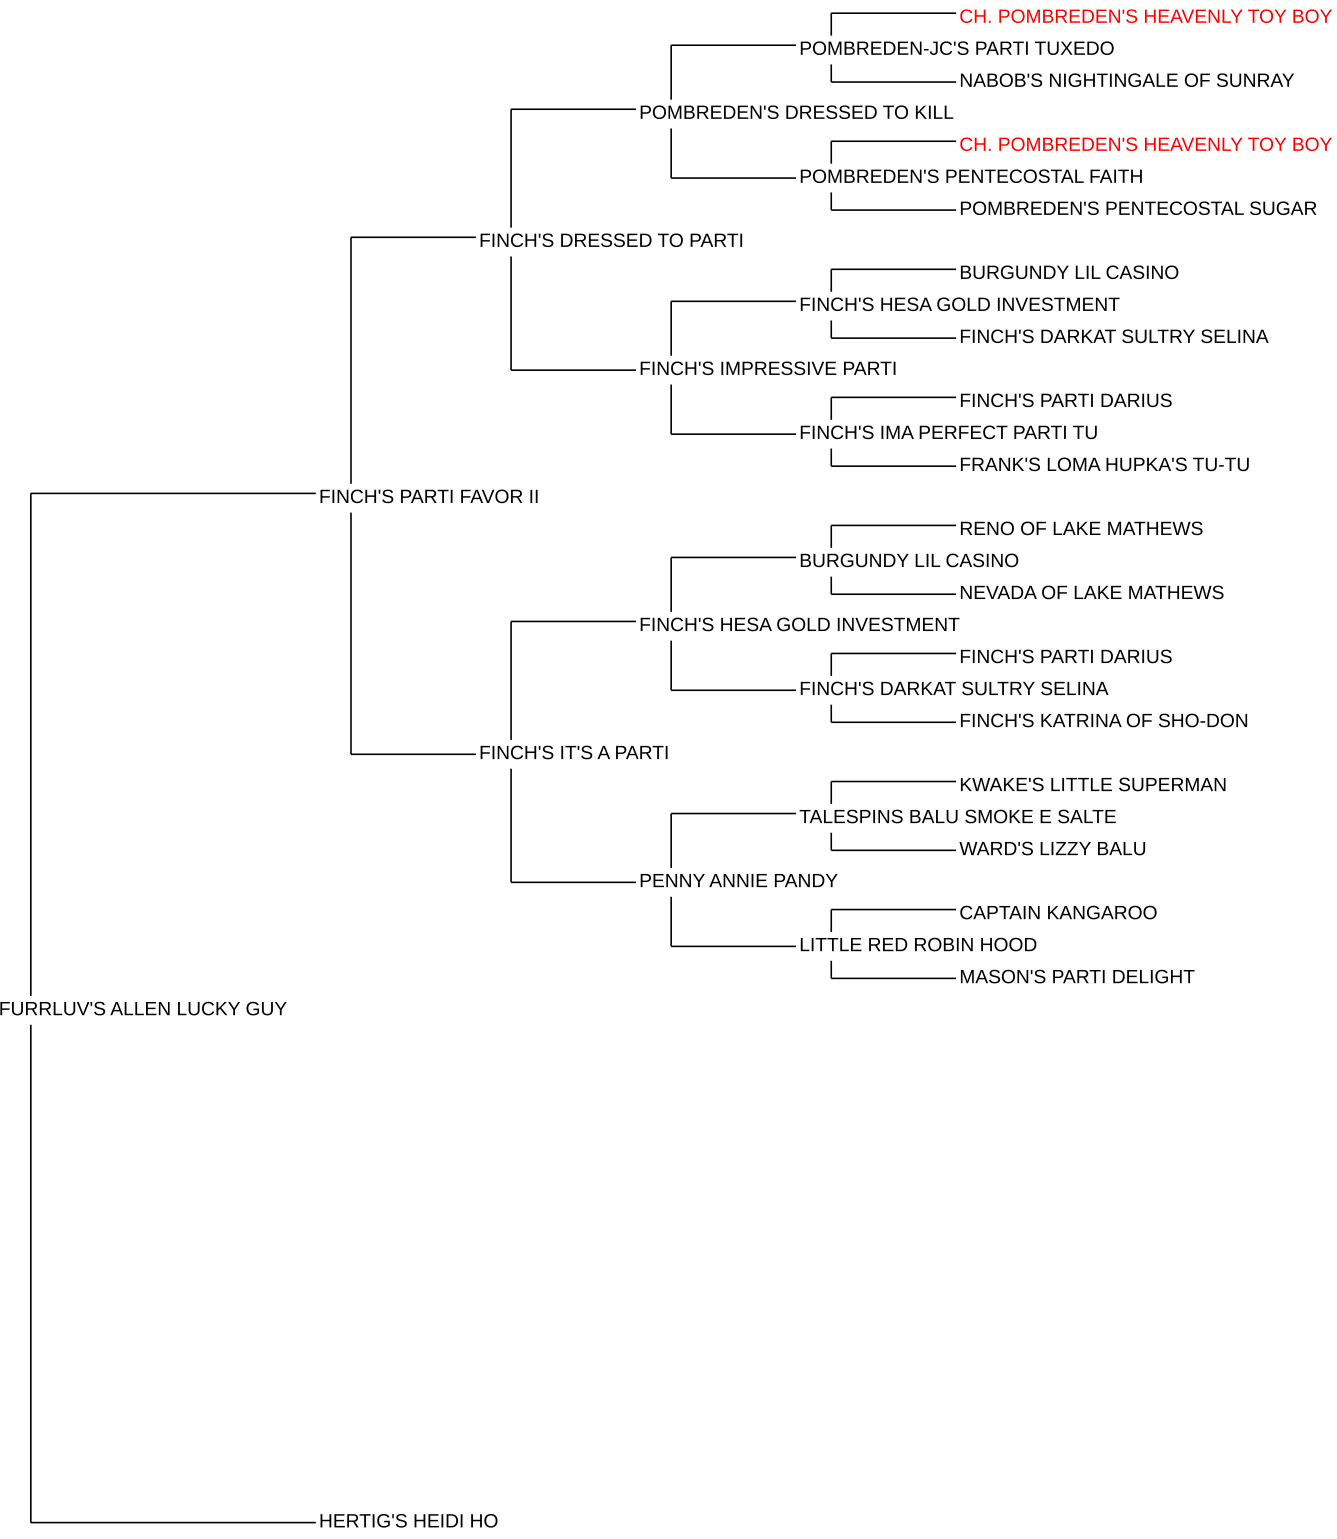 CH. POMBREDEN'S HEAVENLY TOY BOY
POMBREDEN-JC'S PARTI TUXEDO
NABOB'S NIGHTINGALE OF SUNRAY
POMBREDEN'S DRESSED TO KILL
CH. POMBREDEN'S HEAVENLY TOY BOY
POMBREDEN'S PENTECOSTAL FAITH
POMBREDEN'S PENTECOSTAL SUGAR
FINCH'S DRESSED TO PARTI
BURGUNDY LIL CASINO
FINCH'S HESA GOLD INVESTMENT
FINCH'S DARKAT SULTRY SELINA
FINCH'S IMPRESSIVE PARTI
FINCH'S PARTI DARIUS
FINCH'S IMA PERFECT PARTI TU
FRANK'S LOMA HUPKA'S TU-TU
FINCH'S PARTI FAVOR II
RENO OF LAKE MATHEWS
BURGUNDY LIL CASINO
NEVADA OF LAKE MATHEWS
FINCH'S HESA GOLD INVESTMENT
FINCH'S PARTI DARIUS
FINCH'S DARKAT SULTRY SELINA
FINCH'S KATRINA OF SHO-DON
FINCH'S IT'S A PARTI
KWAKE'S LITTLE SUPERMAN
TALESPINS BALU SMOKE E SALTE
WARD'S LIZZY BALU
PENNY ANNIE PANDY
CAPTAIN KANGAROO
LITTLE RED ROBIN HOOD
MASON'S PARTI DELIGHT
FURRLUV'S ALLEN LUCKY GUY
HERTIG'S HEIDI HO